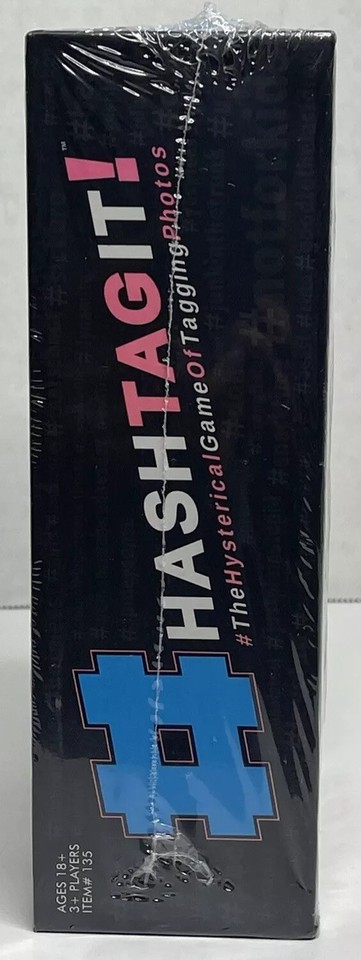 #
HASHTAGIT!™
#TheHystericalGameOfTaggingPhotos
AGES 18+
3+ PLAYERS
ITEM# 135